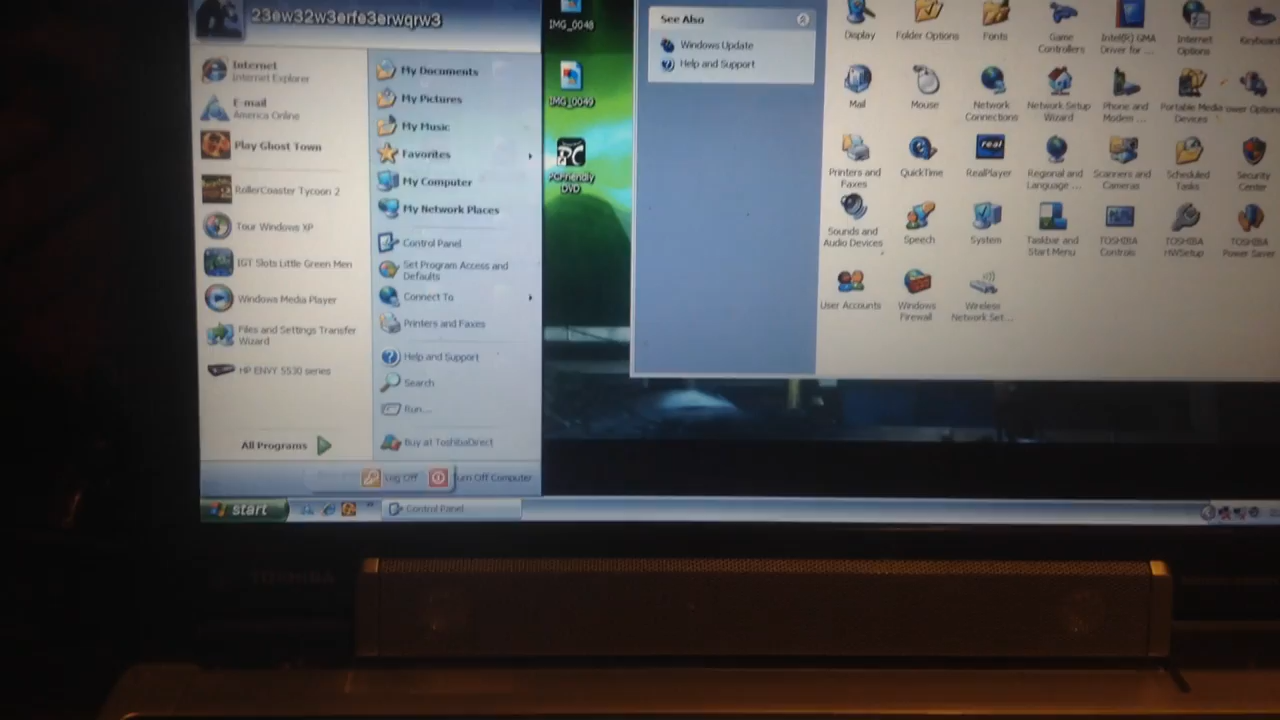 23ew32w3erfe3erwqrw3
Internet
Internet Explorer
E-mail
America Online
Play Ghost Town
RollerCoaster Tycoon 2
Tour Windows XP
IGT Slots Little Green Men
Windows Media Player
Files and Settings Transfer
Wizard
HP ENVY 5530 series
All Programs
My Documents
My Pictures
My Music
Favorites
My Computer
My Network Places
Control Panel
Set Program Access and
Defaults
Connect To
Printers and Faxes
Help and Support
Search
Run...
Buy at ToshibaDirect
Log Off
Turn Off Computer
start
Control Panel
IMG_0048
IMG_0049
PC
PCFriendly
DVD
See Also
Windows Update
Help and Support
Display
Folder Options
Fonts
Game
Controllers
Intel(R) GMA
Driver for ...
Internet
Options
Keyboard
Mail
Mouse
Network
Connections
Network Setup
Wizard
Phone and
Modem ...
Portable Media
Devices
ower Options
Printers and
Faxes
QuickTime
real
RealPlayer
Regional and
Language ...
Scanners and
Cameras
Scheduled
Tasks
Security
Center
Sounds and
Audio Devices
Speech
System
Taskbar and
Start Menu
TOSHIBA
Controls
TOSHIBA
HWSetup
TOSHIBA
Power Saver
User Accounts
Windows
Firewall
Wireless
Network Set...
TOSHIBA